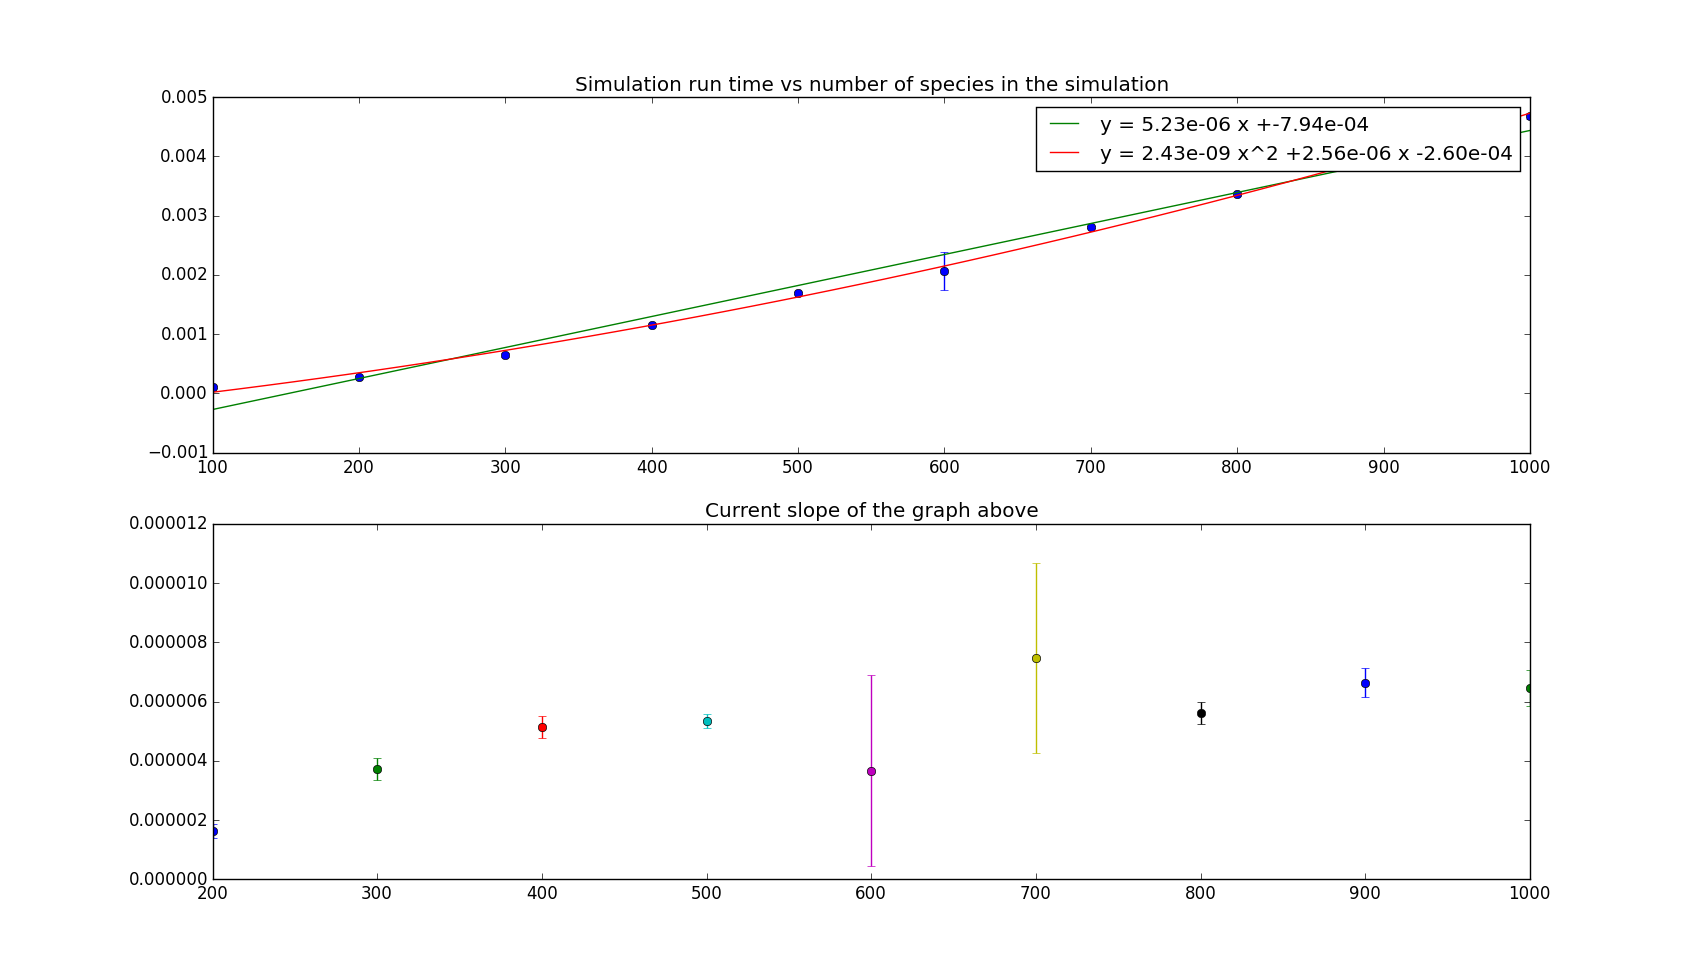 Simulation run time vs number of species in the simulation
0.005
0.004
0.003
0.002
0.001
0.000
−0.001
y = 5.23e-06 x +-7.94e-04
y = 2.43e-09 x^2 +2.56e-06 x -2.60e-04
100 200 300 400 500 600 700 800 900 1000
Current slope of the graph above
0.000012
0.000010
0.000008
0.000006
0.000004
0.000002
0.000000
200 300 400 500 600 700 800 900 1000